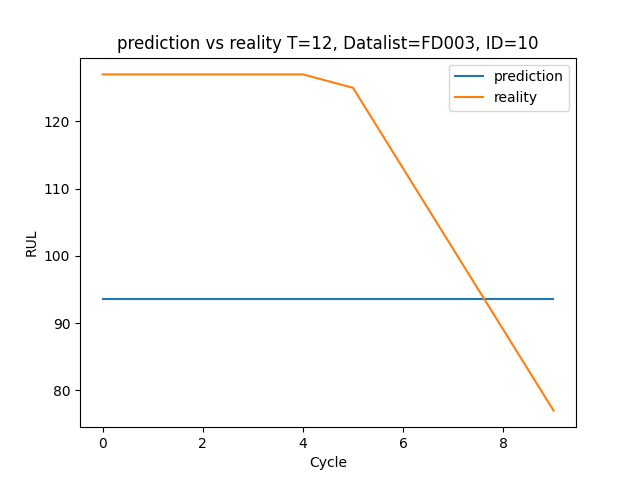 prediction vs reality T=12, Datalist=FD003, ID=10
prediction
reality
120
110
100
90
80
RUL
0 2 4 6 8
Cycle